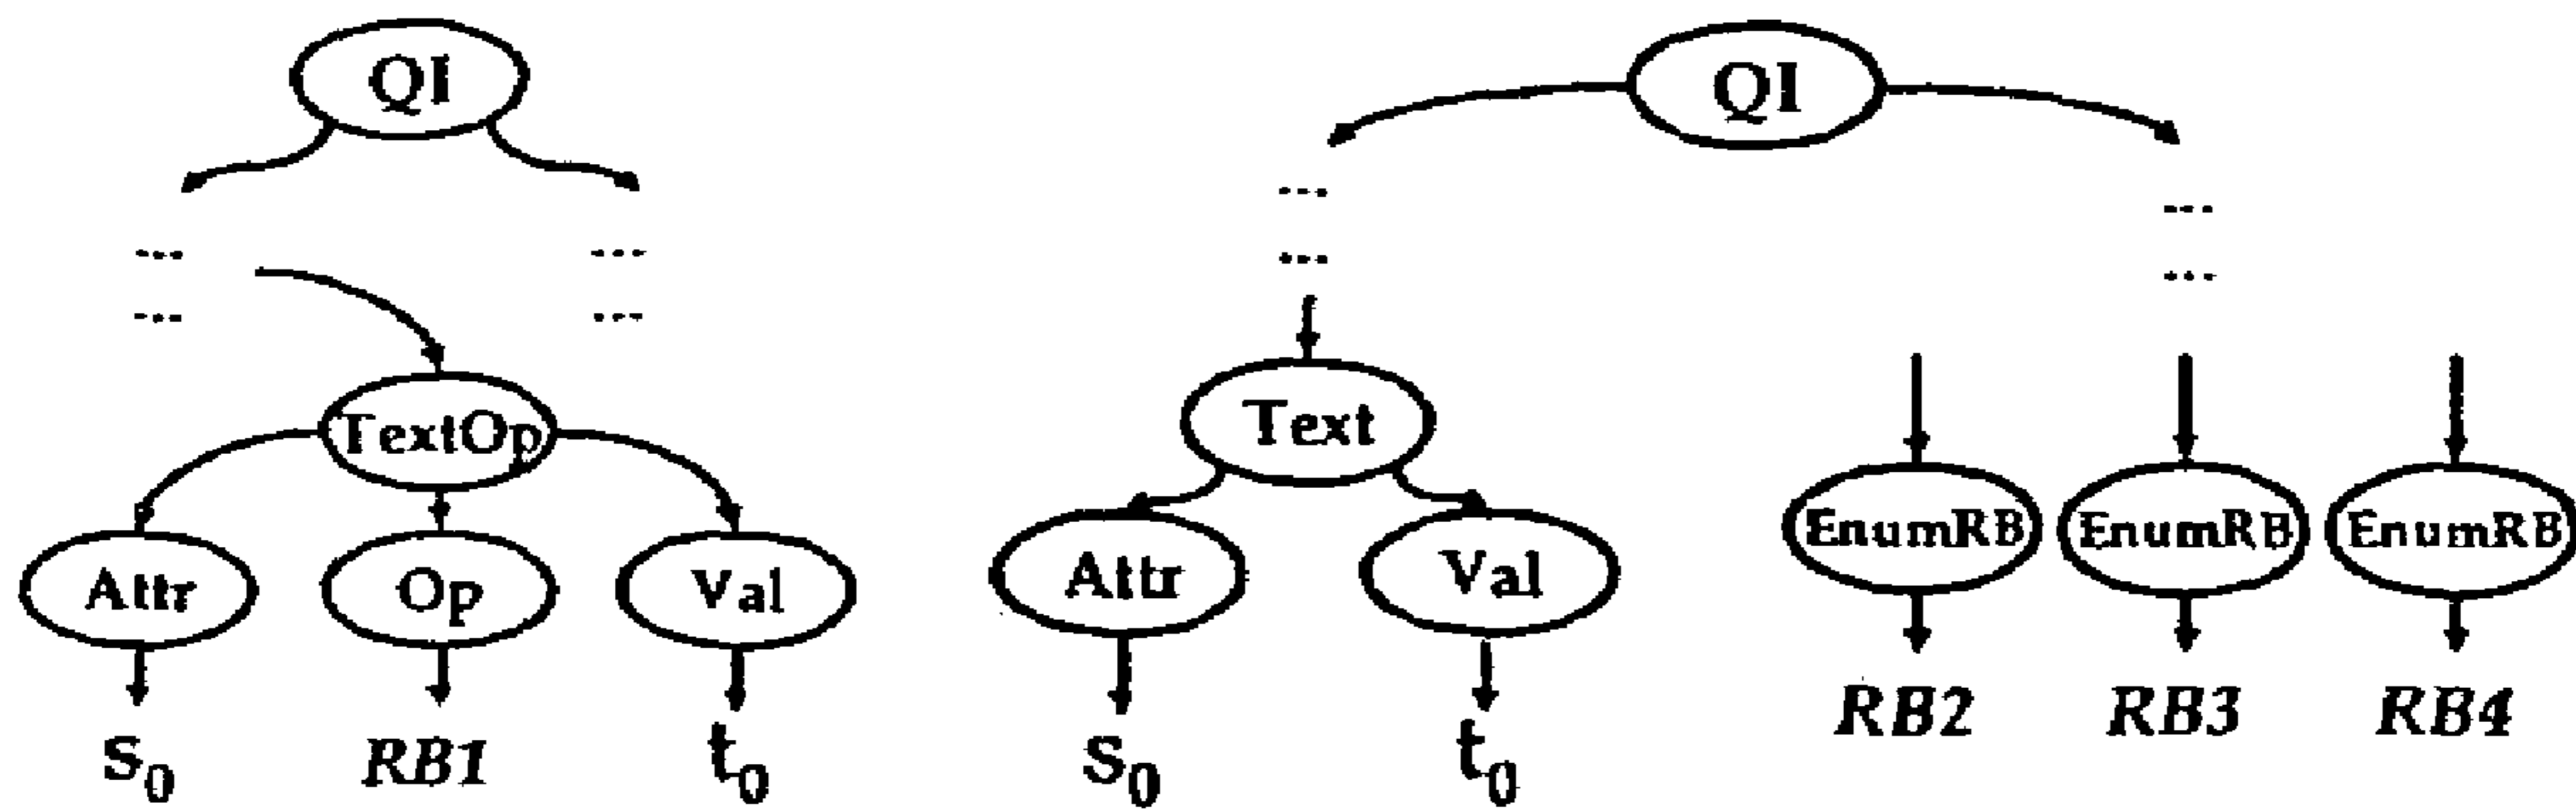 QI
...
...
...
...
TextOp
Attr Op Val
s0 RB1 t0
QI
...
...
...
...
Text
Attr Val
s0 t0
EnumRB EnumRB EnumRB
RB2 RB3 RB4